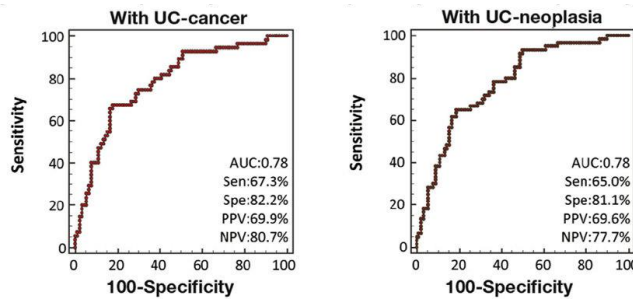 With UC-cancer
Sensitivity
100
80
60
40
20
0
AUC:0.78
Sen:67.3%
Spe:82.2%
PPV:69.9%
NPV:80.7%
0 20 40 60 80 100
100-Specificity
With UC-neoplasia
Sensitivity
100
80
60
40
20
0
AUC:0.78
Sen:65.0%
Spe:81.1%
PPV:69.6%
NPV:77.7%
0 20 40 60 80 100
100-Specificity